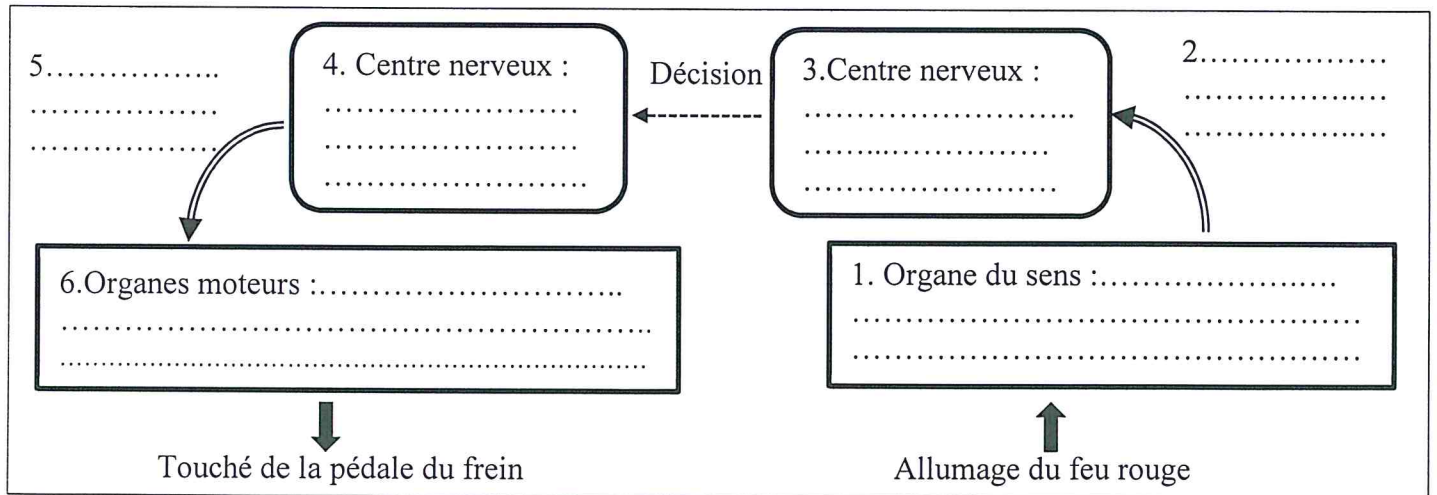 5……………..
………………
………………
4. Centre nerveux :
…………………….
…………………….
……………………..
Décision
3.Centre nerveux :
……………………..
……...……………
…………………….
2………………
……………..…
……………..…
6.Organes moteurs :…………………………..
…………………………………………………..
…………………………………………………..
1. Organe du sens :………………….….
……………………………………………
……………………………………………
Touché de la pédale du frein
Allumage du feu rouge